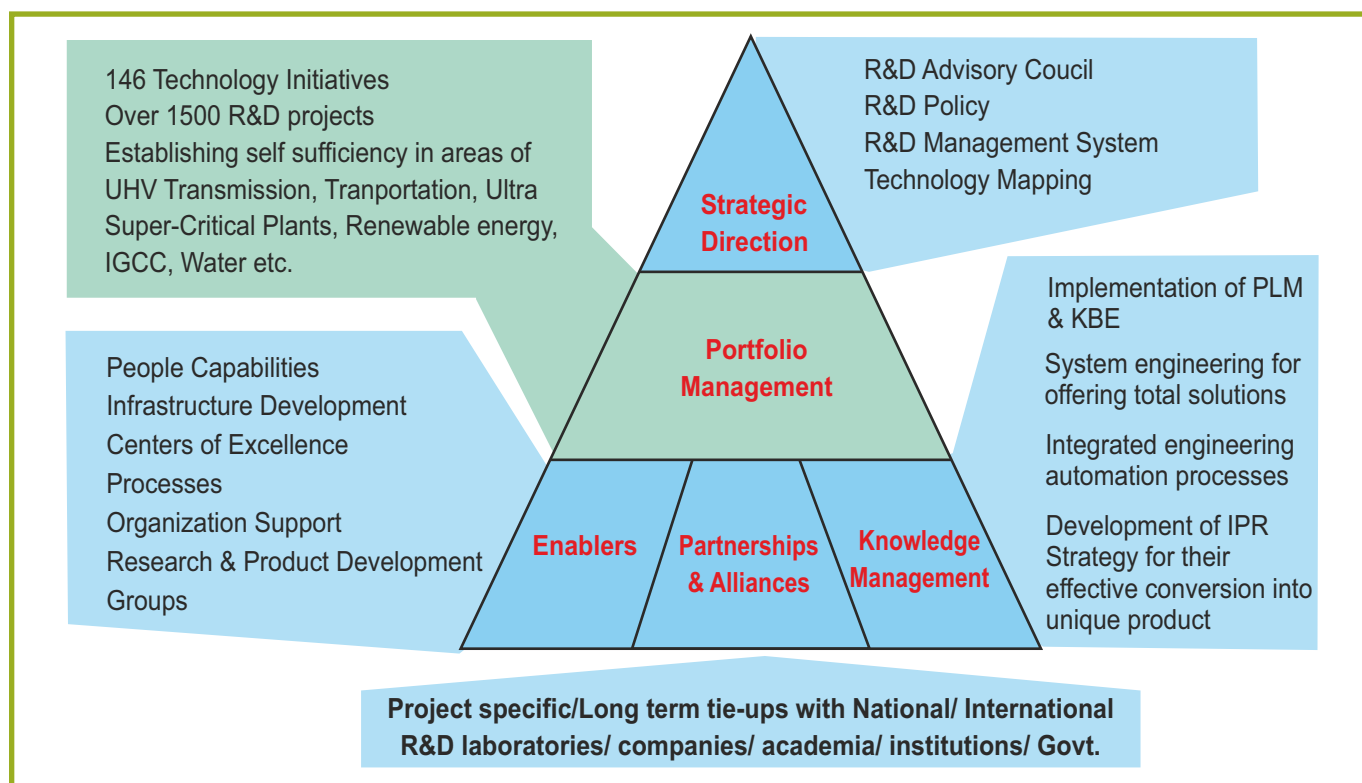 146 Technology Initiatives
Over 1500 R&D projects
Establishing self sufficiency in areas of
UHV Transmission, Tranportation, Ultra
Super-Critical Plants, Renewable energy,
IGCC, Water etc.
R&D Advisory Coucil
R&D Policy
R&D Management System
Technology Mapping
Strategic
Direction
Portfolio
Management
People Capabilities
Infrastructure Development
Centers of Excellence
Processes
Organization Support
Research & Product Development
Groups
Enablers
Partnerships
& Alliances
Knowledge
Management
Implementation of PLM
& KBE
System engineering for
offering total solutions
Integrated engineering
automation processes
Development of IPR
Strategy for their
effective conversion into
unique product
Project specific/Long term tie-ups with National/ International
R&D laboratories/ companies/ academia/ institutions/ Govt.